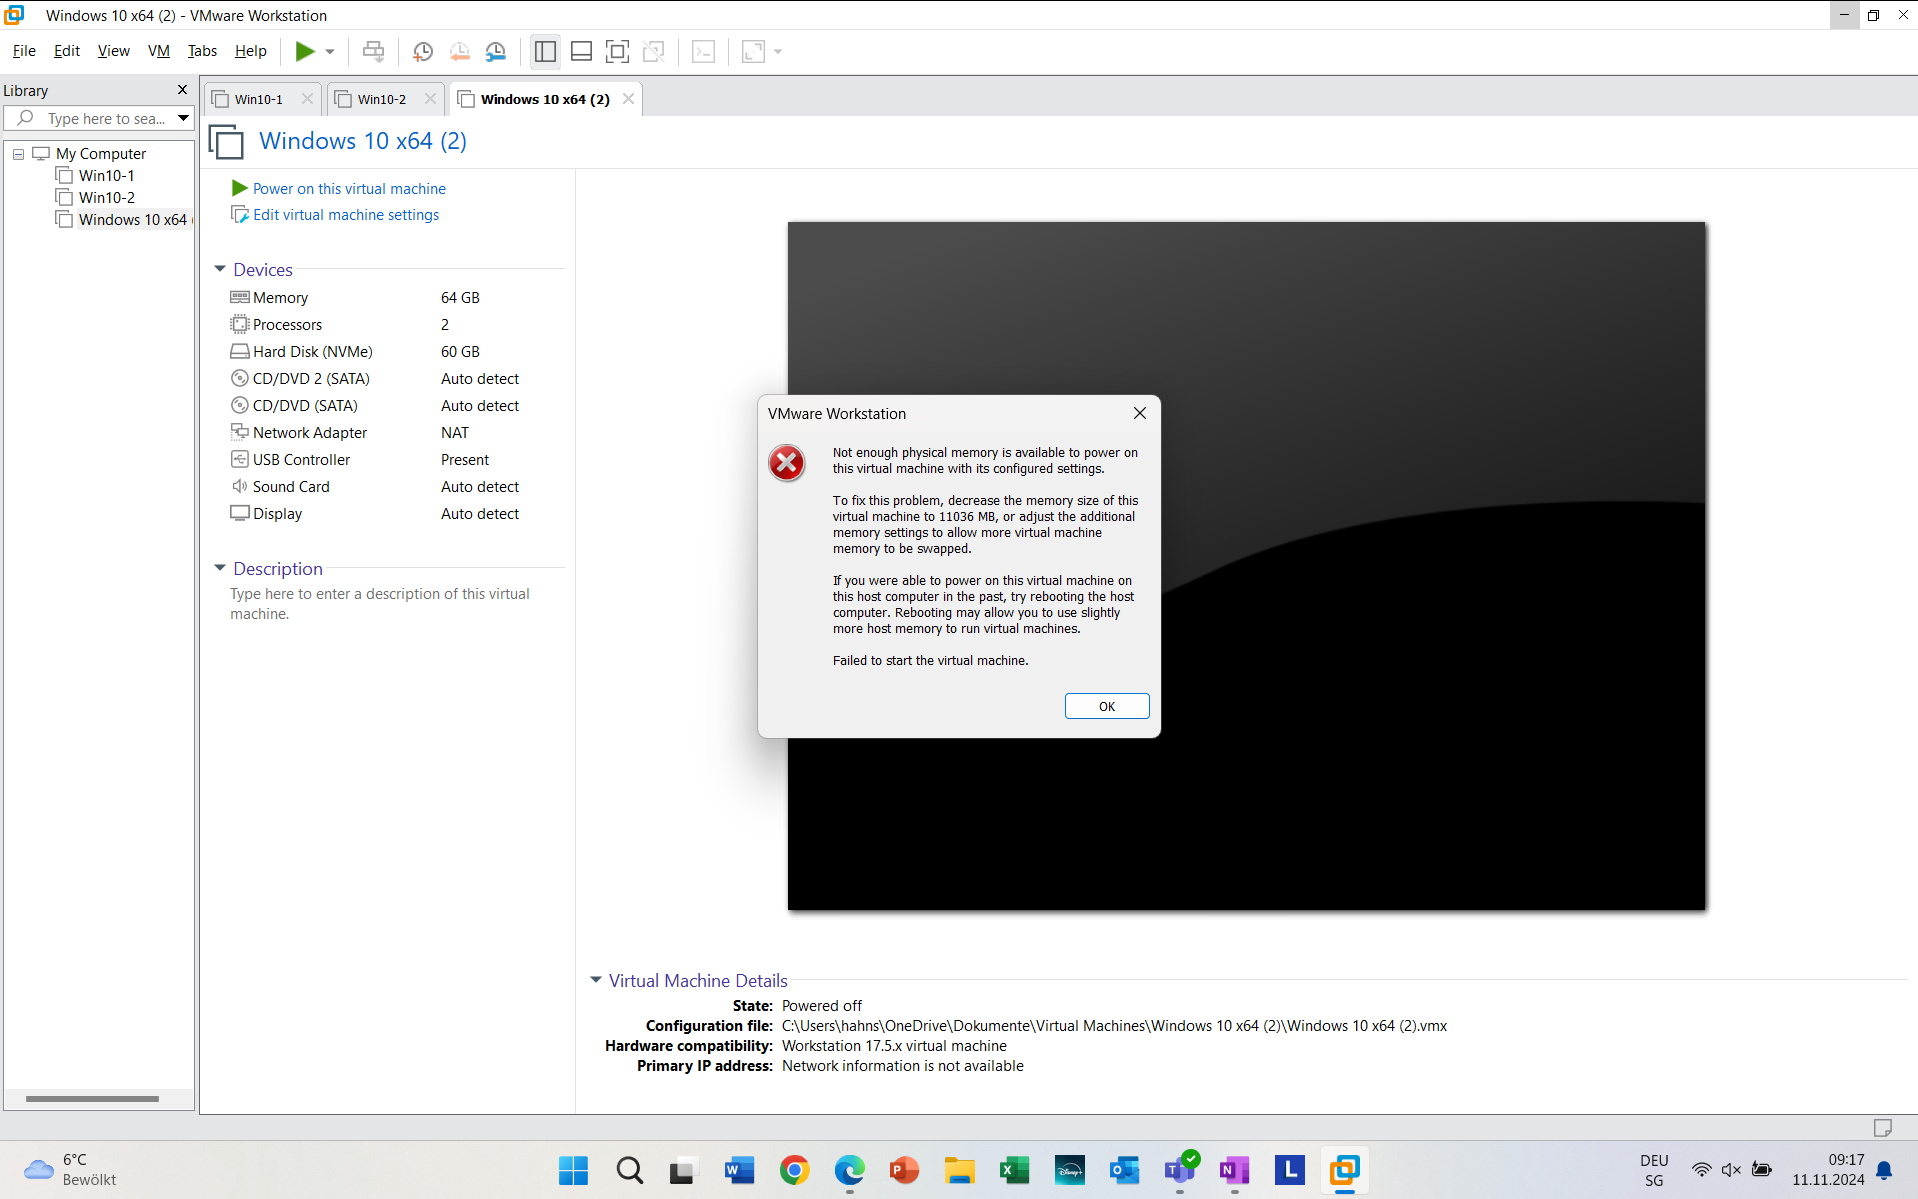 Windows 10 x64 (2) - VMware Workstation
File Edit View VM Tabs Help
Library
Type here to sea...
My Computer
Win10-1
Win10-2
Windows 10 x64 (
Win10-1
Win10-2
Windows 10 x64 (2)
Windows 10 x64 (2)
Power on this virtual machine
Edit virtual machine settings
Devices
Memory 64 GB
Processors 2
Hard Disk (NVMe) 60 GB
CD/DVD 2 (SATA) Auto detect
CD/DVD (SATA) Auto detect
Network Adapter NAT
USB Controller Present
Sound Card Auto detect
Display Auto detect
Description
Type here to enter a description of this virtual
machine.
VMware Workstation
Not enough physical memory is available to power on
this virtual machine with its configured settings.
To fix this problem, decrease the memory size of this
virtual machine to 11036 MB, or adjust the additional
memory settings to allow more virtual machine
memory to be swapped.
If you were able to power on this virtual machine on
this host computer in the past, try rebooting the host
computer. Rebooting may allow you to use slightly
more host memory to run virtual machines.
Failed to start the virtual machine.
OK
Virtual Machine Details
State: Powered off
Configuration file: C:\Users\hahns\OneDrive\Dokumente\Virtual Machines\Windows 10 x64 (2)\Windows 10 x64 (2).vmx
Hardware compatibility: Workstation 17.5.x virtual machine
Primary IP address: Network information is not available
6°C
Bewölkt
W
P
X
Disney+
O
T
N
L
DEU
SG
09:17
11.11.2024